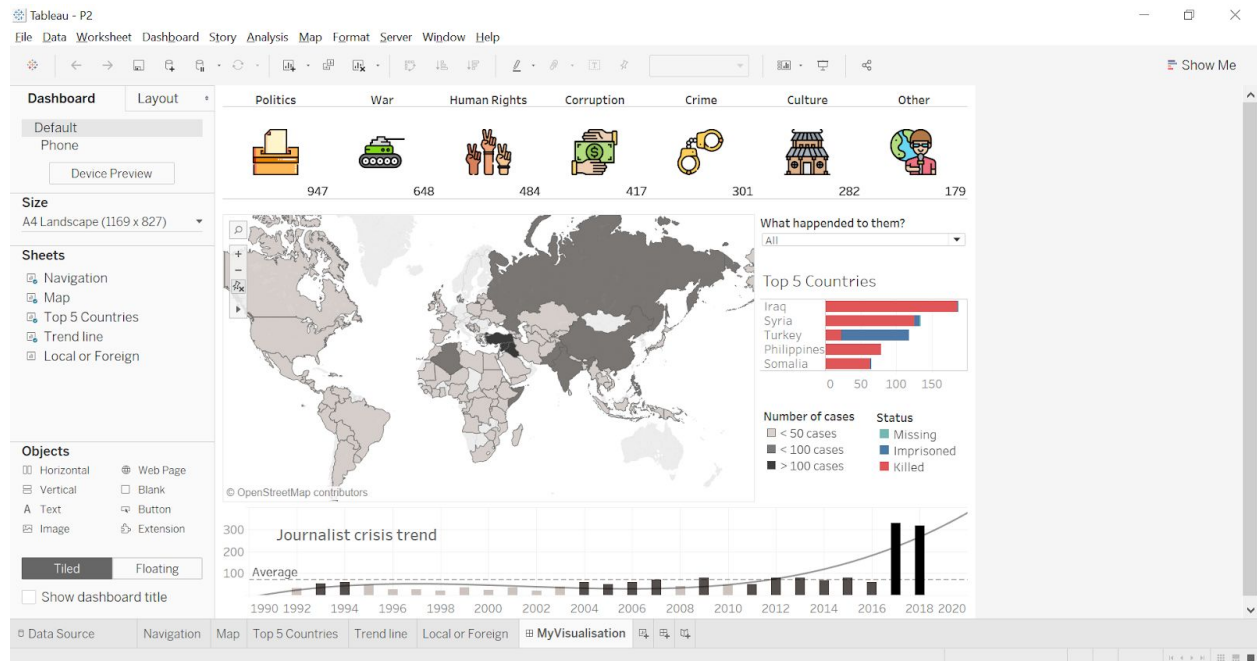 Tableau - P2
File Data Worksheet Dashboard Story Analysis Map Format Server Window Help
Show Me
Dashboard Layout
Default
Phone
Device Preview
Size
A4 Landscape (1169 x 827)
Sheets
Navigation
Map
Top 5 Countries
Trend line
Local or Foreign
Objects
Horizontal Web Page
Vertical Blank
A Text Button
Image Extension
Tiled Floating
Show dashboard title
Politics War Human Rights Corruption Crime Culture Other
947 648 484 417 301 282 179
© OpenStreetMap contributors
What happended to them?
All
Top 5 Countries
Iraq
Syria
Turkey
Philippines
Somalia
0 50 100 150
Number of cases Status
< 50 cases Missing
< 100 cases Imprisoned
> 100 cases Killed
Journalist crisis trend
300
200
100
Average
1990 1992 1994 1996 1998 2000 2002 2004 2006 2008 2010 2012 2014 2016 2018 2020
Data Source Navigation Map Top 5 Countries Trend line Local or Foreign MyVisualisation